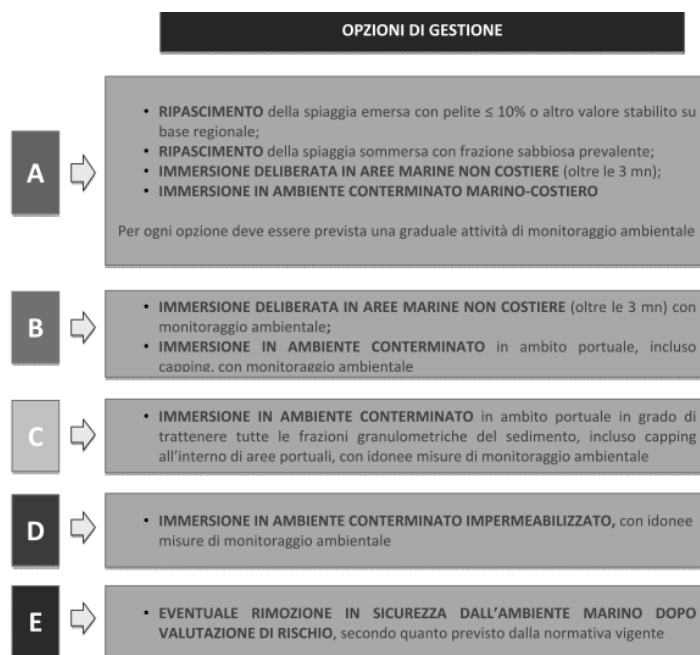 OPZIONI DI GESTIONE
A
• RIPASCIMENTO della spiaggia emersa con pelite ≤ 10% o altro valore stabilito su
base regionale;
• RIPASCIMENTO della spiaggia sommersa con frazione sabbiosa prevalente;
• IMMERSIONE DELIBERATA IN AREE MARINE NON COSTIERE (oltre le 3 mn);
• IMMERSIONE IN AMBIENTE CONTERMINATO MARINO-COSTIERO
Per ogni opzione deve essere prevista una graduale attività di monitoraggio ambientale
B
• IMMERSIONE DELIBERATA IN AREE MARINE NON COSTIERE (oltre le 3 mn) con
monitoraggio ambientale;
• IMMERSIONE IN AMBIENTE CONTERMINATO in ambito portuale, incluso
capping, con monitoraggio ambientale
C
• IMMERSIONE IN AMBIENTE CONTERMINATO in ambito portuale in grado di
trattenere tutte le frazioni granulometriche del sedimento, incluso capping
all'interno di aree portuali, con idonee misure di monitoraggio ambientale
D
• IMMERSIONE IN AMBIENTE CONTERMINATO IMPERMEABILIZZATO, con idonee
misure di monitoraggio ambientale
E
• EVENTUALE RIMOZIONE IN SICUREZZA DALL'AMBIENTE MARINO DOPO
VALUTAZIONE DI RISCHIO, secondo quanto previsto dalla normativa vigente